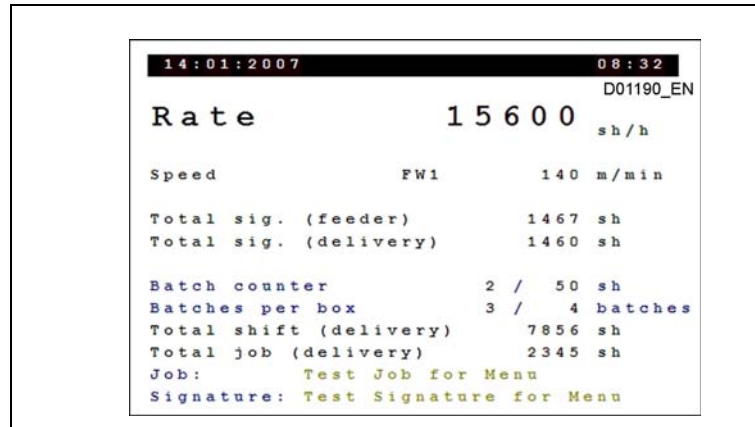 14:01:2007 08:32
D01190_EN
Rate 15600 sh/h
Speed FW1 140 m/min
Total sig. (feeder) 1467 sh
Total sig. (delivery) 1460 sh
Batch counter 2 / 50 sh
Batches per box 3 / 4 batches
Total shift (delivery) 7856 sh
Total job (delivery) 2345 sh
Job: Test Job for Menu
Signature: Test Signature for Menu